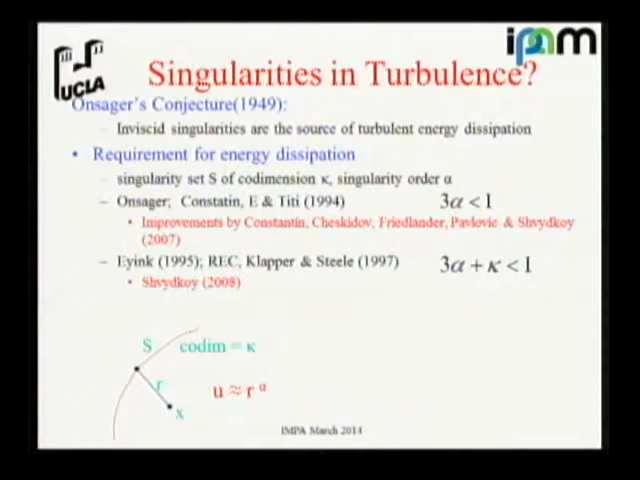 UCLA
ipam
Singularities in Turbulence?
Onsager's Conjecture(1949):
– Inviscid singularities are the source of turbulent energy dissipation
• Requirement for energy dissipation
– singularity set S of codimension κ, singularity order α
– Onsager; Constatin, E & Titi (1994) 3α < 1
• Improvements by Constantin, Cheskidov, Friedlander, Pavlovic & Shvydkoy
(2007)
– Eyink (1995); REC, Klapper & Steele (1997) 3α + κ < 1
• Shvydkoy (2008)
S codim = κ
r
u ≈ r^α
x
IMPA March 2014